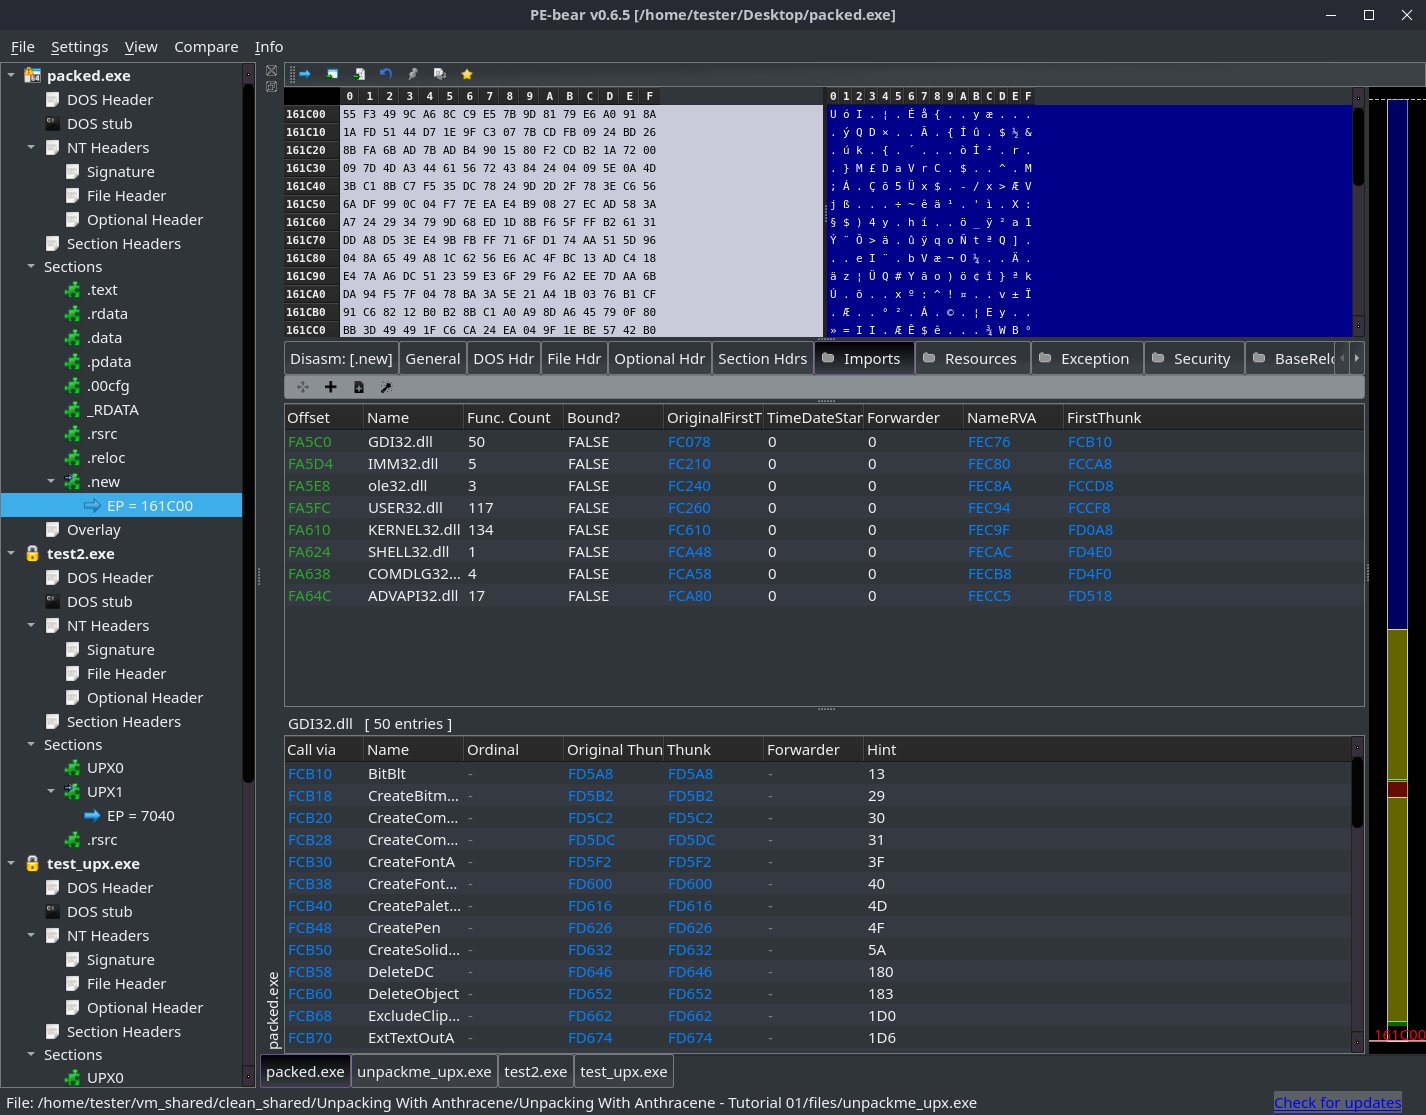 PE-bear v0.6.5 [/home/tester/Desktop/packed.exe]
File Settings View Compare Info
packed.exe
DOS Header
DOS stub
NT Headers
Signature
File Header
Optional Header
Section Headers
Sections
.text
.rdata
.data
.pdata
.00cfg
_RDATA
.rsrc
.reloc
.new
EP = 161C00
Overlay
test2.exe
DOS Header
DOS stub
NT Headers
Signature
File Header
Optional Header
Section Headers
Sections
UPX0
UPX1
EP = 7040
.rsrc
test_upx.exe
DOS Header
DOS stub
NT Headers
Signature
File Header
Optional Header
Section Headers
Sections
UPX0
0 1 2 3 4 5 6 7 8 9 A B C D E F 0 1 2 3 4 5 6 7 8 9 A B C D E F
161C00 55 F3 49 9C A6 8C C9 E5 7B 9D 81 79 E6 A0 91 8A U ó I . ¦ . É å { . . y æ . . .
161C10 1A FD 51 44 D7 1E 9F C3 07 7B CD FB 09 24 BD 26 . ý Q D × . . Ã . { Í û . $ ½ &
161C20 8B FA 6B AD 7B AD B4 90 15 80 F2 CD B2 1A 72 00 . ú k . { . ´ . . . ò Í ² . r .
161C30 09 7D 4D A3 44 61 56 72 43 84 24 04 09 5E 0A 4D . } M £ D a V r C . $ . . ^ . M
161C40 3B C1 8B C7 F5 35 DC 78 24 9D 2D 2F 78 3E C6 56 ; Á . Ç õ 5 Ü x $ . - / x > Æ V
161C50 6A DF 99 0C 04 F7 7E EA E4 B9 08 27 EC AD 58 3A j ß . . . ÷ ~ ê ä ¹ . ' ì . X :
161C60 A7 24 29 34 79 9D 68 ED 1D 8B F6 5F FF B2 61 31 § $ ) 4 y . h í . . ö _ ÿ ² a 1
161C70 DD A8 D5 3E E4 9B FB FF 71 6F D1 74 AA 51 5D 96 Ý ¨ Õ > ä . û ÿ q o Ñ t ª Q ] .
161C80 04 8A 65 49 A8 1C 62 56 E6 AC 4F BC 13 AD C4 18 . . e I ¨ . b V æ ¬ O ¼ . . Ä .
161C90 E4 7A A6 DC 51 23 59 E3 6F 29 F6 A2 EE 7D AA 6B ä z ¦ Ü Q # Y ã o ) ö ¢ î } ª k
161CA0 DA 94 F5 7F 04 78 BA 3A 5E 21 A4 1B 03 76 B1 CF Ú . õ . . x º : ^ ! ¤ . . v ± Ï
161CB0 91 C6 82 12 B0 B2 8B C1 A0 A9 8D A6 45 79 0F 80 . Æ . . ° ² . Á . © . ¦ E y . .
161CC0 BB 3D 49 49 1F C6 CA 24 EA 04 9F 1E BE 57 42 B0 » = I I . Æ Ê $ ê . . . ¾ W B °
Disasm: [.new] General DOS Hdr File Hdr Optional Hdr Section Hdrs Imports Resources Exception Security BaseRelo
Offset Name Func. Count Bound? OriginalFirstT TimeDateStar Forwarder NameRVA FirstThunk
FA5C0 GDI32.dll 50 FALSE FC078 0 0 FEC76 FCB10
FA5D4 IMM32.dll 5 FALSE FC210 0 0 FEC80 FCCA8
FA5E8 ole32.dll 3 FALSE FC240 0 0 FEC8A FCCD8
FA5FC USER32.dll 117 FALSE FC260 0 0 FEC94 FCCF8
FA610 KERNEL32.dll 134 FALSE FC610 0 0 FEC9F FD0A8
FA624 SHELL32.dll 1 FALSE FCA48 0 0 FECAC FD4E0
FA638 COMDLG32... 4 FALSE FCA58 0 0 FECB8 FD4F0
FA64C ADVAPI32.dll 17 FALSE FCA80 0 0 FECC5 FD518
GDI32.dll [ 50 entries ]
Call via Name Ordinal Original Thun Thunk Forwarder Hint
FCB10 BitBlt - FD5A8 FD5A8 - 13
FCB18 CreateBitm... - FD5B2 FD5B2 - 29
FCB20 CreateCom... - FD5C2 FD5C2 - 30
FCB28 CreateCom... - FD5DC FD5DC - 31
FCB30 CreateFontA - FD5F2 FD5F2 - 3F
FCB38 CreateFont... - FD600 FD600 - 40
FCB40 CreatePalet... - FD616 FD616 - 4D
FCB48 CreatePen - FD626 FD626 - 4F
FCB50 CreateSolid... - FD632 FD632 - 5A
FCB58 DeleteDC - FD646 FD646 - 180
FCB60 DeleteObject - FD652 FD652 - 183
FCB68 ExcludeClip... - FD662 FD662 - 1D0
FCB70 ExtTextOutA - FD674 FD674 - 1D6
packed.exe
161C00
packed.exe unpackme_upx.exe test2.exe test_upx.exe
File: /home/tester/vm_shared/clean_shared/Unpacking With Anthracene/Unpacking With Anthracene - Tutorial 01/files/unpackme_upx.exe Check for updates